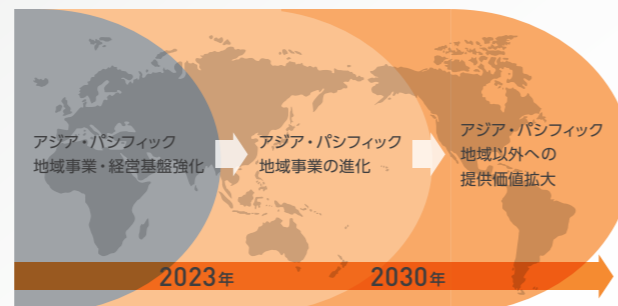 アジア・パシフィック
地域事業・経営基盤強化
アジア・パシフィック
地域事業の進化
アジア・パシフィック
地域以外への
提供価値拡大
2023年
2030年